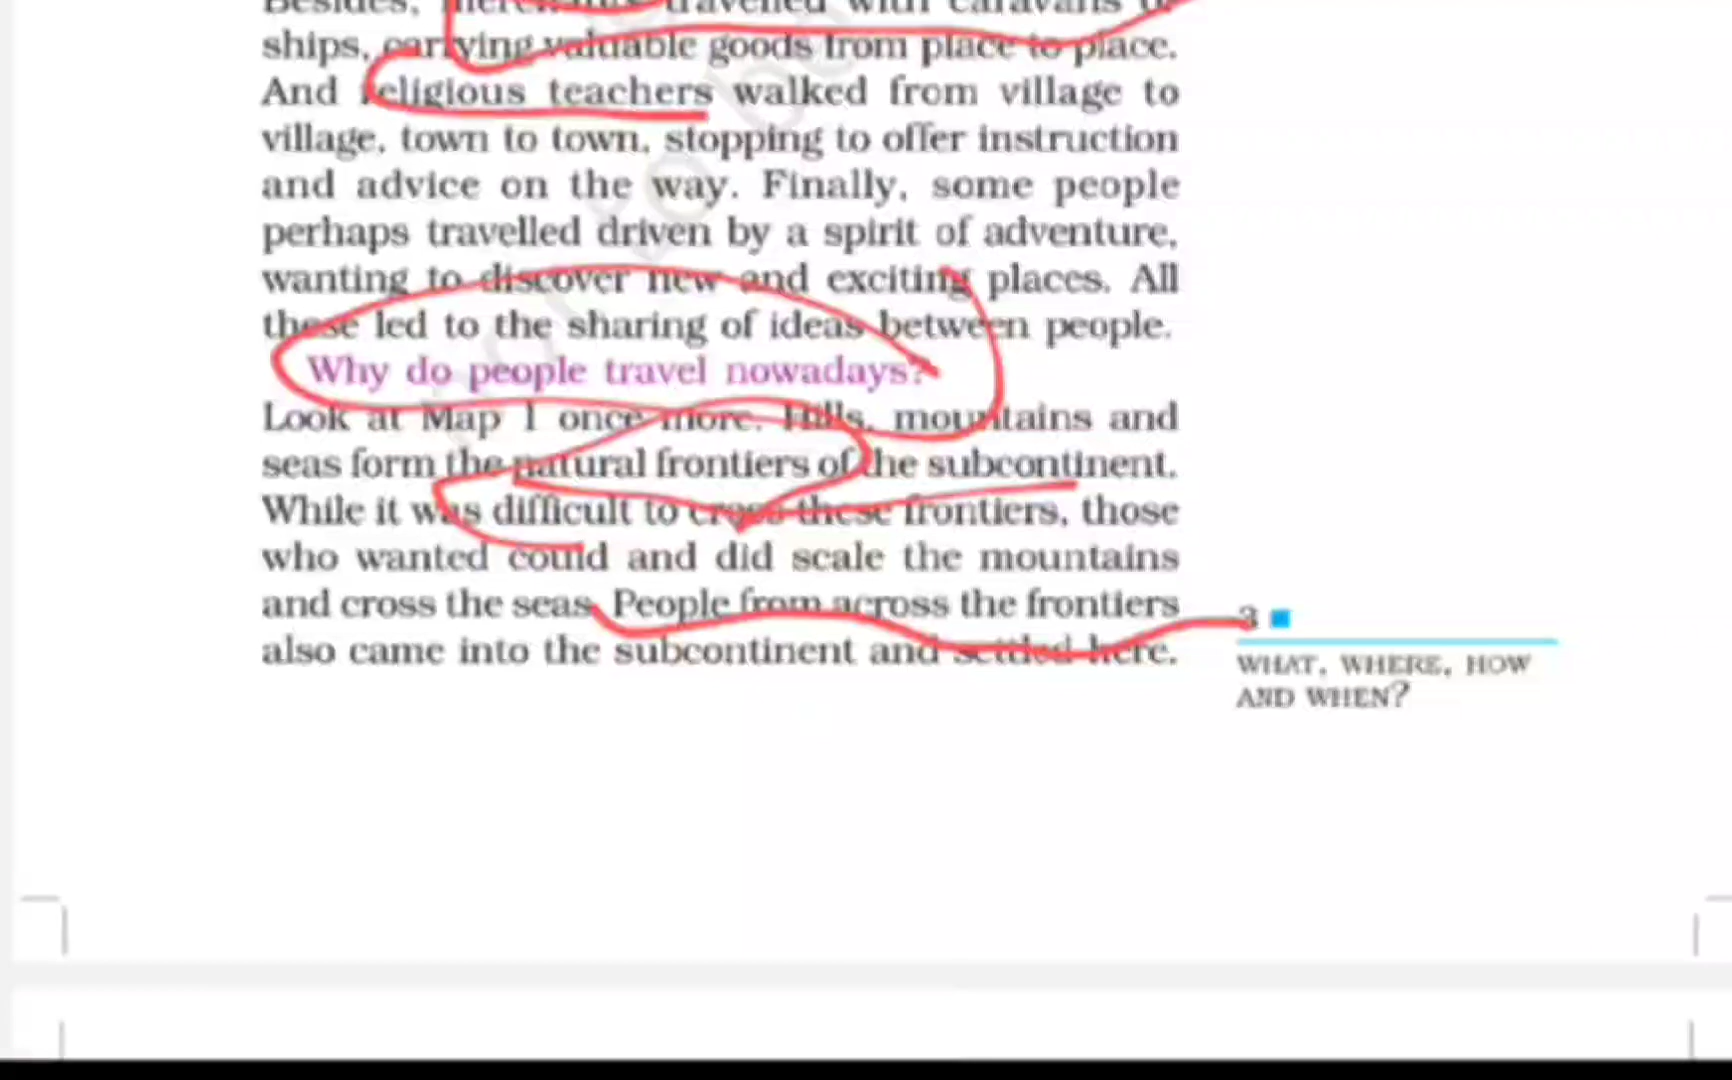 Besides, merchants travelled with caravans or
ships, carrying valuable goods from place to place.
And religious teachers walked from village to
village, town to town, stopping to offer instruction
and advice on the way. Finally, some people
perhaps travelled driven by a spirit of adventure,
wanting to discover new and exciting places. All
these led to the sharing of ideas between people.
Why do people travel nowadays?
Look at Map 1 once more. Hills, mountains and
seas form the natural frontiers of the subcontinent.
While it was difficult to cross these frontiers, those
who wanted could and did scale the mountains
and cross the seas. People from across the frontiers
also came into the subcontinent and settled here.
3
WHAT, WHERE, HOW
AND WHEN?